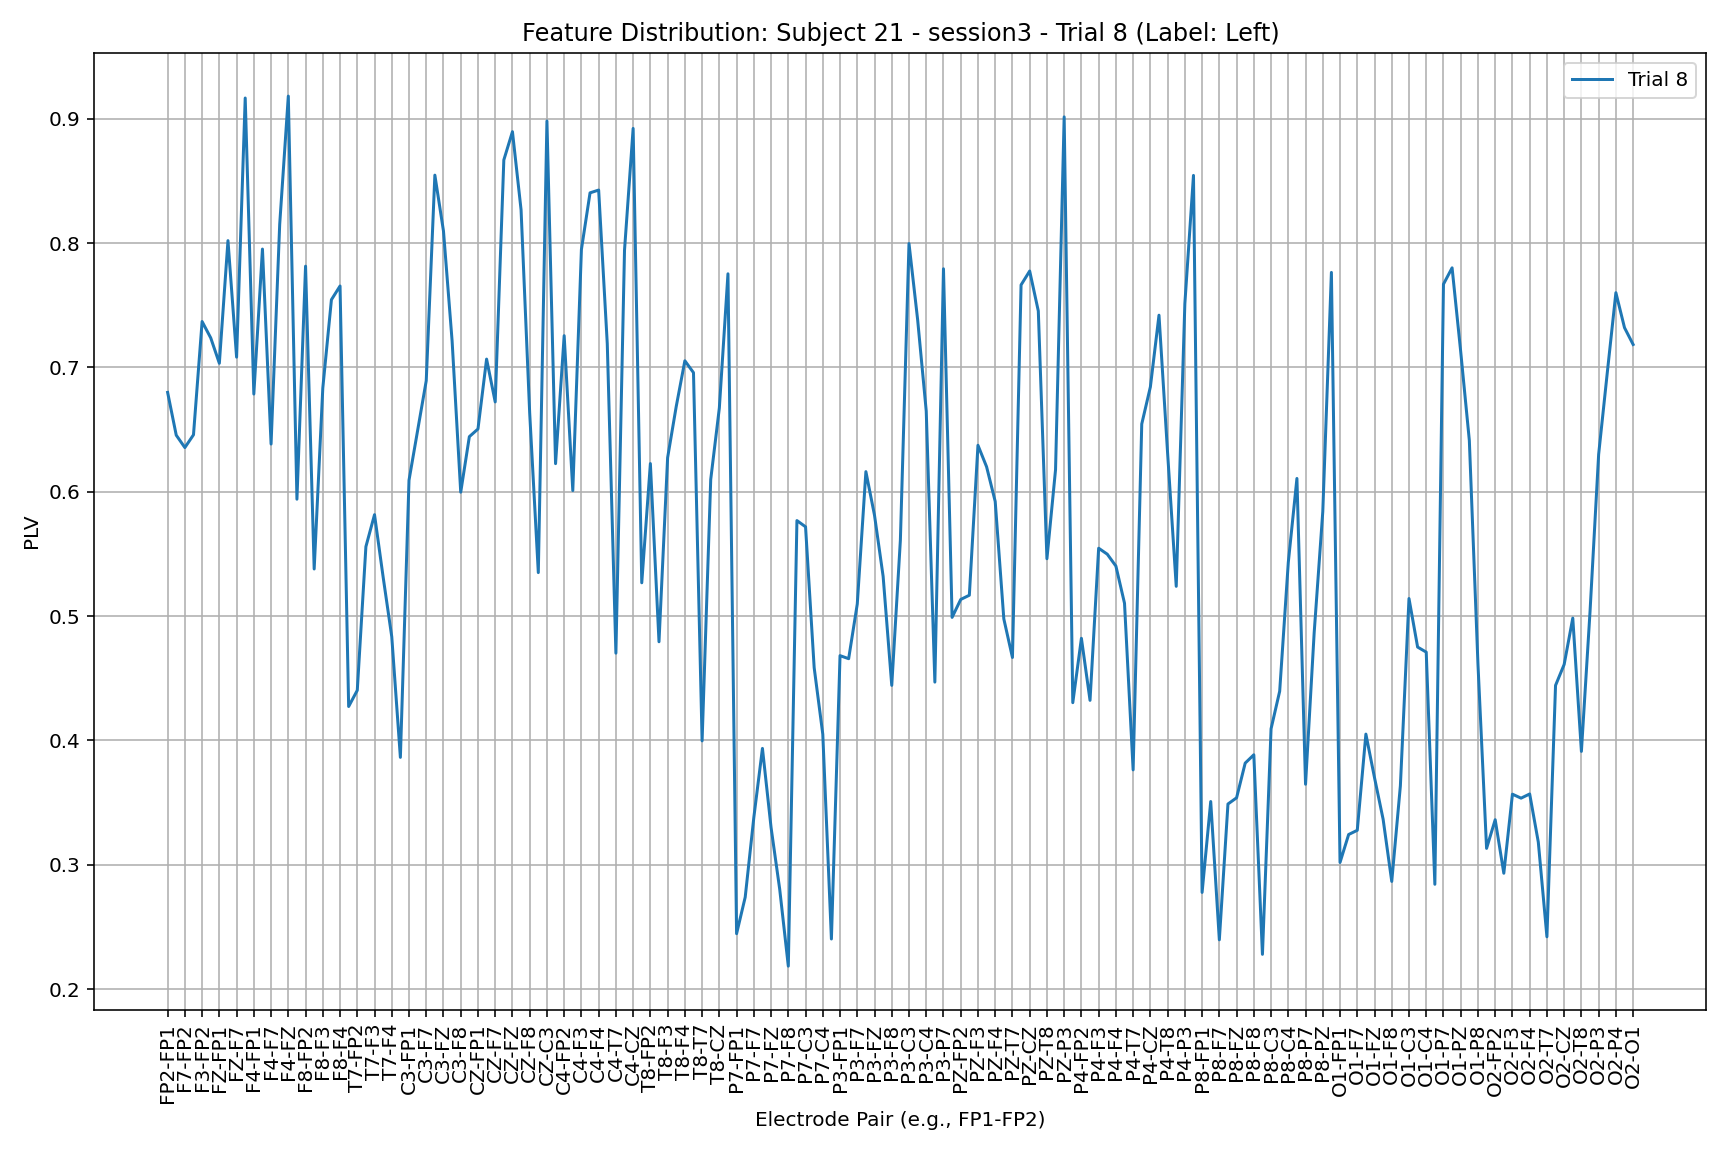 Feature Distribution: Subject 21 - session3 - Trial 8 (Label: Left)
Trial 8
PLV
0.9
0.8
0.7
0.6
0.5
0.4
0.3
0.2
FP2-FP1
F7-FP2
F3-FP2
FZ-FP1
FZ-F7
F4-FP1
F4-F7
F4-FZ
F8-FP2
F8-F3
F8-F4
T7-FP2
T7-F3
T7-F4
C3-FP1
C3-F7
C3-FZ
C3-F8
CZ-FP1
CZ-F7
CZ-FZ
CZ-F8
CZ-C3
C4-FP2
C4-F3
C4-F4
C4-T7
C4-CZ
T8-FP2
T8-F3
T8-F4
T8-T7
T8-CZ
P7-FP1
P7-F7
P7-FZ
P7-F8
P7-C3
P7-C4
P3-FP1
P3-F7
P3-FZ
P3-F8
P3-C3
P3-C4
P3-P7
PZ-FP2
PZ-F3
PZ-F4
PZ-T7
PZ-CZ
PZ-T8
PZ-P3
P4-FP2
P4-F3
P4-F4
P4-T7
P4-CZ
P4-T8
P4-P3
P8-FP1
P8-F7
P8-FZ
P8-F8
P8-C3
P8-C4
P8-P7
P8-PZ
O1-FP1
O1-F7
O1-FZ
O1-F8
O1-C3
O1-C4
O1-P7
O1-PZ
O1-P8
O2-FP2
O2-F3
O2-F4
O2-T7
O2-CZ
O2-T8
O2-P3
O2-P4
O2-O1
Electrode Pair (e.g., FP1-FP2)